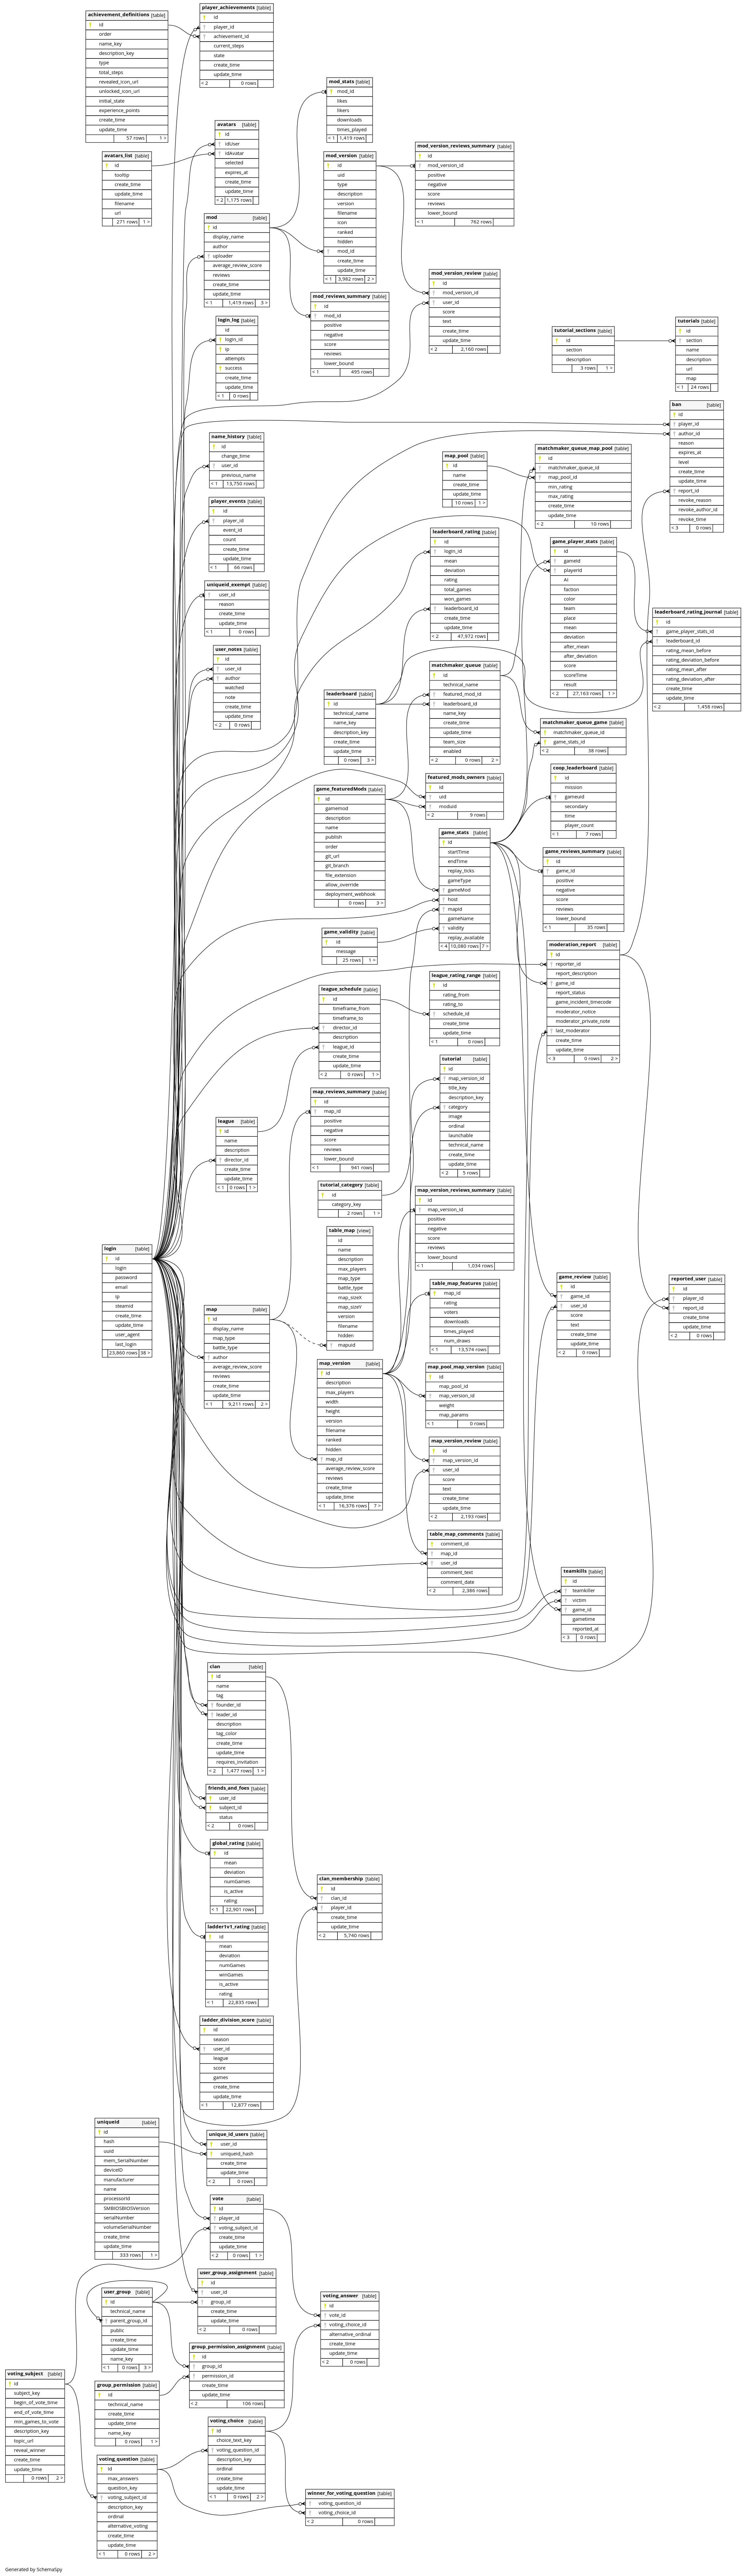 achievement_definitions [table]
id
order
name_key
description_key
type
total_steps
revealed_icon_url
unlocked_icon_url
initial_state
experience_points
create_time
update_time
57 rows 1 >
player_achievements [table]
id
player_id
achievement_id
current_steps
state
create_time
update_time
< 2 0 rows
mod_stats [table]
mod_id
likes
likers
downloads
times_played
< 1 1,419 rows
avatars [table]
id
idUser
idAvatar
selected
expires_at
create_time
update_time
< 2 1,175 rows
avatars_list [table]
id
tooltip
create_time
update_time
filename
url
271 rows 1 >
mod_version [table]
id
uid
type
description
version
filename
icon
ranked
hidden
mod_id
create_time
update_time
< 1 3,982 rows 2 >
mod_version_reviews_summary [table]
id
mod_version_id
positive
negative
score
reviews
lower_bound
< 1 762 rows
mod [table]
id
display_name
author
uploader
average_review_score
reviews
create_time
update_time
< 1 1,419 rows 3 >
mod_version_review [table]
id
mod_version_id
user_id
score
text
create_time
update_time
< 2 2,160 rows
mod_reviews_summary [table]
id
mod_id
positive
negative
score
reviews
lower_bound
< 1 495 rows
login_log [table]
id
login_id
ip
attempts
success
create_time
update_time
< 1 0 rows
tutorial_sections [table]
id
section
description
3 rows 1 >
tutorials [table]
id
section
name
description
url
map
< 1 24 rows
ban [table]
id
player_id
author_id
reason
expires_at
level
create_time
update_time
report_id
revoke_reason
revoke_author_id
revoke_time
< 3 0 rows
name_history [table]
id
change_time
user_id
previous_name
< 1 13,750 rows
map_pool [table]
id
name
create_time
update_time
10 rows 1 >
matchmaker_queue_map_pool [table]
id
matchmaker_queue_id
map_pool_id
min_rating
max_rating
create_time
update_time
< 2 10 rows
player_events [table]
id
player_id
event_id
count
create_time
update_time
< 1 66 rows
leaderboard_rating [table]
id
login_id
mean
deviation
rating
total_games
won_games
leaderboard_id
create_time
update_time
< 2 47,972 rows
game_player_stats [table]
id
gameId
playerId
AI
faction
color
team
place
mean
deviation
after_mean
after_deviation
score
scoreTime
result
< 2 27,163 rows 1 >
uniqueid_exempt [table]
user_id
reason
create_time
update_time
< 1 0 rows
leaderboard_rating_journal [table]
id
game_player_stats_id
leaderboard_id
rating_mean_before
rating_deviation_before
rating_mean_after
rating_deviation_after
create_time
update_time
< 2 1,458 rows
user_notes [table]
id
user_id
author
watched
note
create_time
update_time
< 2 0 rows
matchmaker_queue [table]
id
technical_name
featured_mod_id
leaderboard_id
name_key
create_time
update_time
team_size
enabled
< 2 0 rows 2 >
leaderboard [table]
id
technical_name
name_key
description_key
create_time
update_time
0 rows 3 >
matchmaker_queue_game [table]
matchmaker_queue_id
game_stats_id
< 2 38 rows
coop_leaderboard [table]
id
mission
gameuid
secondary
time
player_count
< 1 7 rows
featured_mods_owners [table]
id
uid
moduid
< 2 9 rows
game_featuredMods [table]
id
gamemod
description
name
publish
order
git_url
git_branch
file_extension
allow_override
deployment_webhook
0 rows 3 >
game_stats [table]
id
startTime
endTime
replay_ticks
gameType
gameMod
host
mapId
gameName
validity
replay_available
< 4 10,080 rows 7 >
game_reviews_summary [table]
id
game_id
positive
negative
score
reviews
lower_bound
< 1 35 rows
game_validity [table]
id
message
25 rows 1 >
moderation_report [table]
id
reporter_id
report_description
game_id
report_status
game_incident_timecode
moderator_notice
moderator_private_note
last_moderator
create_time
update_time
< 3 0 rows 2 >
league_rating_range [table]
id
rating_from
rating_to
schedule_id
create_time
update_time
< 1 0 rows
league_schedule [table]
id
timeframe_from
timeframe_to
director_id
description
league_id
create_time
update_time
< 2 0 rows 1 >
tutorial [table]
id
map_version_id
title_key
description_key
category
image
ordinal
launchable
technical_name
create_time
update_time
< 2 5 rows
map_reviews_summary [table]
id
map_id
positive
negative
score
reviews
lower_bound
< 1 941 rows
league [table]
id
name
description
director_id
create_time
update_time
< 1 0 rows 1 >
tutorial_category [table]
id
category_key
2 rows 1 >
map_version_reviews_summary [table]
id
map_version_id
positive
negative
score
reviews
lower_bound
< 1 1,034 rows
table_map [view]
id
name
description
max_players
map_type
battle_type
map_sizeX
map_sizeY
version
filename
hidden
mapuid
login [table]
id
login
password
email
ip
steamid
create_time
update_time
user_agent
last_login
23,860 rows 38 >
game_review [table]
id
game_id
user_id
score
text
create_time
update_time
< 2 0 rows
reported_user [table]
id
player_id
report_id
create_time
update_time
< 2 0 rows
table_map_features [table]
map_id
rating
voters
downloads
times_played
num_draws
< 1 13,574 rows
map [table]
id
display_name
map_type
battle_type
author
average_review_score
reviews
create_time
update_time
< 1 9,211 rows 2 >
map_version [table]
id
description
max_players
width
height
version
filename
ranked
hidden
map_id
average_review_score
reviews
create_time
update_time
< 1 16,376 rows 7 >
map_pool_map_version [table]
id
map_pool_id
map_version_id
weight
map_params
< 1 0 rows
map_version_review [table]
id
map_version_id
user_id
score
text
create_time
update_time
< 2 2,193 rows
table_map_comments [table]
comment_id
map_id
user_id
comment_text
comment_date
< 2 2,386 rows
teamkills [table]
id
teamkiller
victim
game_id
gametime
reported_at
< 3 0 rows
clan [table]
id
name
tag
founder_id
leader_id
description
tag_color
create_time
update_time
requires_invitation
< 2 1,477 rows 1 >
friends_and_foes [table]
user_id
subject_id
status
< 2 0 rows
global_rating [table]
id
mean
deviation
numGames
is_active
rating
< 1 22,901 rows
clan_membership [table]
id
clan_id
player_id
create_time
update_time
< 2 5,740 rows
ladder1v1_rating [table]
id
mean
deviation
numGames
winGames
is_active
rating
< 1 22,835 rows
ladder_division_score [table]
id
season
user_id
league
score
games
create_time
update_time
< 1 12,877 rows
uniqueid [table]
id
hash
uuid
mem_SerialNumber
deviceID
manufacturer
name
processorId
SMBIOSBIOSVersion
serialNumber
volumeSerialNumber
create_time
update_time
333 rows 1 >
unique_id_users [table]
user_id
uniqueid_hash
create_time
update_time
< 2 0 rows
vote [table]
id
player_id
voting_subject_id
create_time
update_time
< 2 0 rows 1 >
user_group_assignment [table]
id
user_id
group_id
create_time
update_time
< 2 0 rows
user_group [table]
id
technical_name
parent_group_id
public
create_time
update_time
name_key
< 1 0 rows 3 >
voting_answer [table]
id
vote_id
voting_choice_id
alternative_ordinal
create_time
update_time
< 2 0 rows
group_permission_assignment [table]
id
group_id
permission_id
create_time
update_time
< 2 106 rows
voting_subject [table]
id
subject_key
begin_of_vote_time
end_of_vote_time
min_games_to_vote
description_key
topic_url
reveal_winner
create_time
update_time
0 rows 2 >
group_permission [table]
id
technical_name
create_time
update_time
name_key
0 rows 1 >
voting_choice [table]
id
choice_text_key
voting_question_id
description_key
ordinal
create_time
update_time
< 1 0 rows 2 >
voting_question [table]
id
max_answers
question_key
voting_subject_id
description_key
ordinal
alternative_voting
create_time
update_time
< 1 0 rows 2 >
winner_for_voting_question [table]
voting_question_id
voting_choice_id
< 2 0 rows
Generated by SchemaSpy